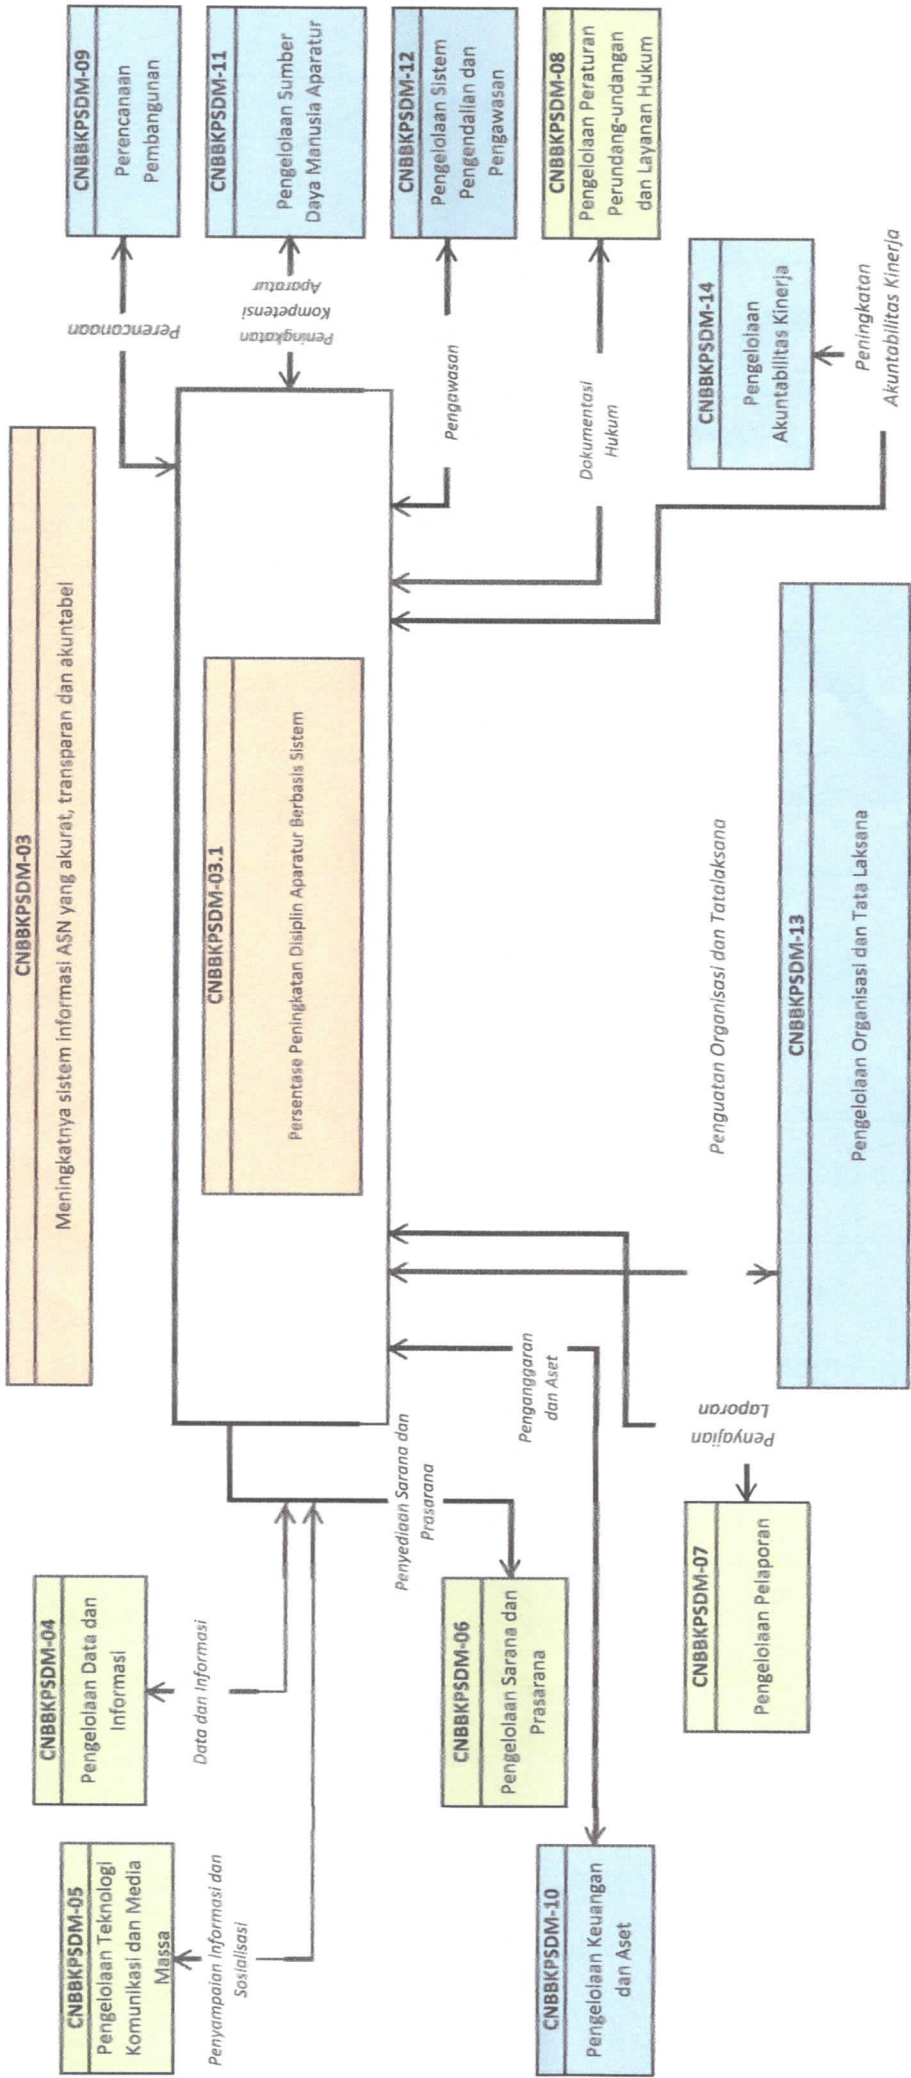 CNBBKPSDM-03
Meningkatnya sistem informasi ASN yang akurat, transparan dan akuntabel
CNBBKPSDM-03.1
Persentase Peningkatan Disiplin Aparatur Berbasis Sistem
CNBBKPSDM-05
Pengelolaan Teknologi
Komunikasi dan Media
Massa
Penyampaian Informasi dan
Sosialisasi
CNBBKPSDM-04
Pengelolaan Data dan
Informasi
Data dan Informasi
Penyediaan Sarana dan
Prasarana
CNBBKPSDM-06
Pengelolaan Sarana dan
Prasarana
Penganggaran
dan Aset
CNBBKPSDM-10
Pengelolaan Keuangan
dan Aset
Penyajian
Laporan
CNBBKPSDM-07
Pengelolaan Pelaporan
Penguatan Organisasi dan Tatalaksana
CNBBKPSDM-13
Pengelolaan Organisasi dan Tata Laksana
Perencanaan
CNBBKPSDM-09
Perencanaan
Pembangunan
Peningkatan
Kompetensi
Aparatur
CNBBKPSDM-11
Pengelolaan Sumber
Daya Manusia Aparatur
Pengawasan
CNBBKPSDM-12
Pengelolaan Sistem
Pengendalian dan
Pengawasan
Dokumentasi
Hukum
CNBBKPSDM-08
Pengelolaan Peraturan
Perundang-undangan
dan Layanan Hukum
CNBBKPSDM-14
Pengelolaan
Akuntabilitas Kinerja
Peningkatan
Akuntabilitas Kinerja